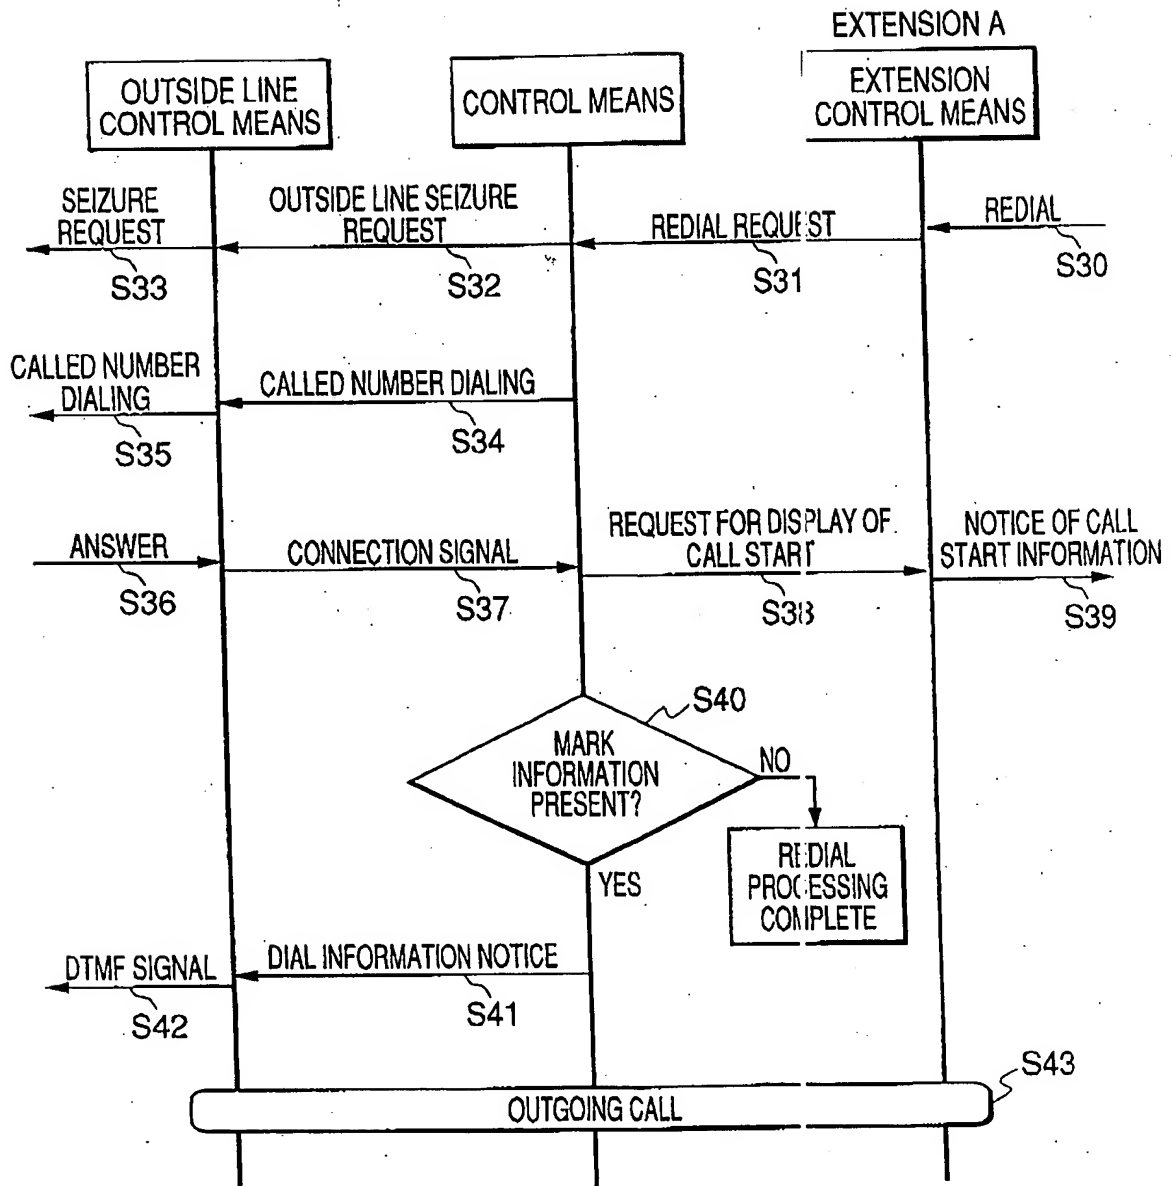 EXTENSION A
OUTSIDE LINE
CONTROL MEANS
CONTROL MEANS
EXTENSION
CONTROL MEANS
SEIZURE
REQUEST
S33
OUTSIDE LINE SEIZURE
REQUEST
S32
REDIAL REQUEST
S31
REDIAL
S30
CALLED NUMBER
DIALING
S35
CALLED NUMBER DIALING
S34
ANSWER
S36
CONNECTION SIGNAL
S37
REQUEST FOR DISPLAY OF
CALL START
S38
NOTICE OF CALL
START INFORMATION
S39
S40
MARK
INFORMATION
PRESENT?
NO
REDIAL
PROCESSING
COMPLETE
YES
DTMF SIGNAL
S42
DIAL INFORMATION NOTICE
S41
S43
OUTGOING CALL